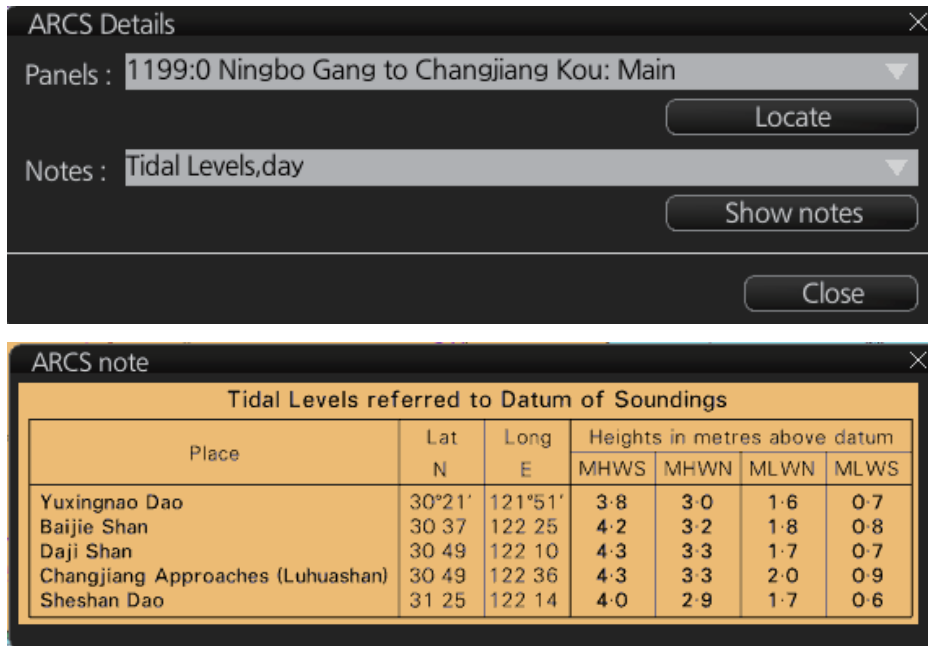 ARCS Details
Panels : 1199:0 Ningbo Gang to Changjiang Kou: Main
Locate
Notes : Tidal Levels,day
Show notes
Close
ARCS note
Tidal Levels referred to Datum of Soundings
Place Lat Long Heights in metres above datum
N E MHWS MHWN MLWN MLWS
Yuxingnao Dao 30°21′ 121°51′ 3·8 3·0 1·6 0·7
Baijie Shan 30 37 122 25 4·2 3·2 1·8 0·8
Daji Shan 30 49 122 10 4·3 3·3 1·7 0·7
Changjiang Approaches (Luhuashan) 30 49 122 36 4·3 3·3 2·0 0·9
Sheshan Dao 31 25 122 14 4·0 2·9 1·7 0·6